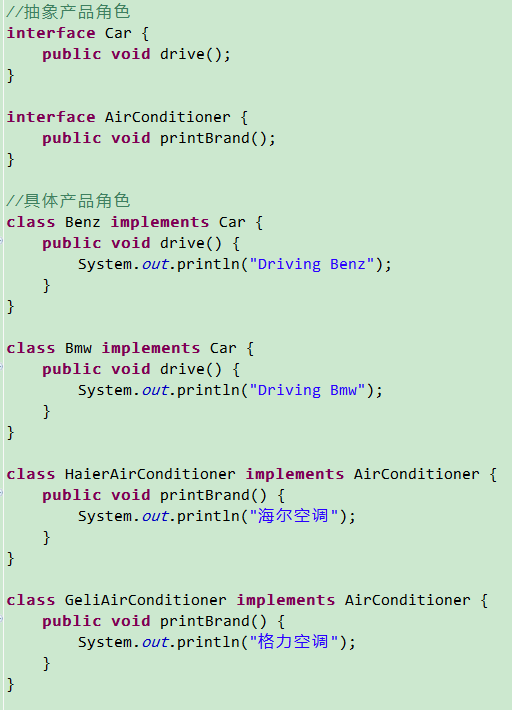 //抽象产品角色
interface Car {
    public void drive();
}

interface AirConditioner {
    public void printBrand();
}

//具体产品角色
class Benz implements Car {
    public void drive() {
        System.out.println("Driving Benz");
    }
}

class Bmw implements Car {
    public void drive() {
        System.out.println("Driving Bmw");
    }
}

class HaierAirConditioner implements AirConditioner {
    public void printBrand() {
        System.out.println("海尔空调");
    }
}

class GeliAirConditioner implements AirConditioner {
    public void printBrand() {
        System.out.println("格力空调");
    }
}